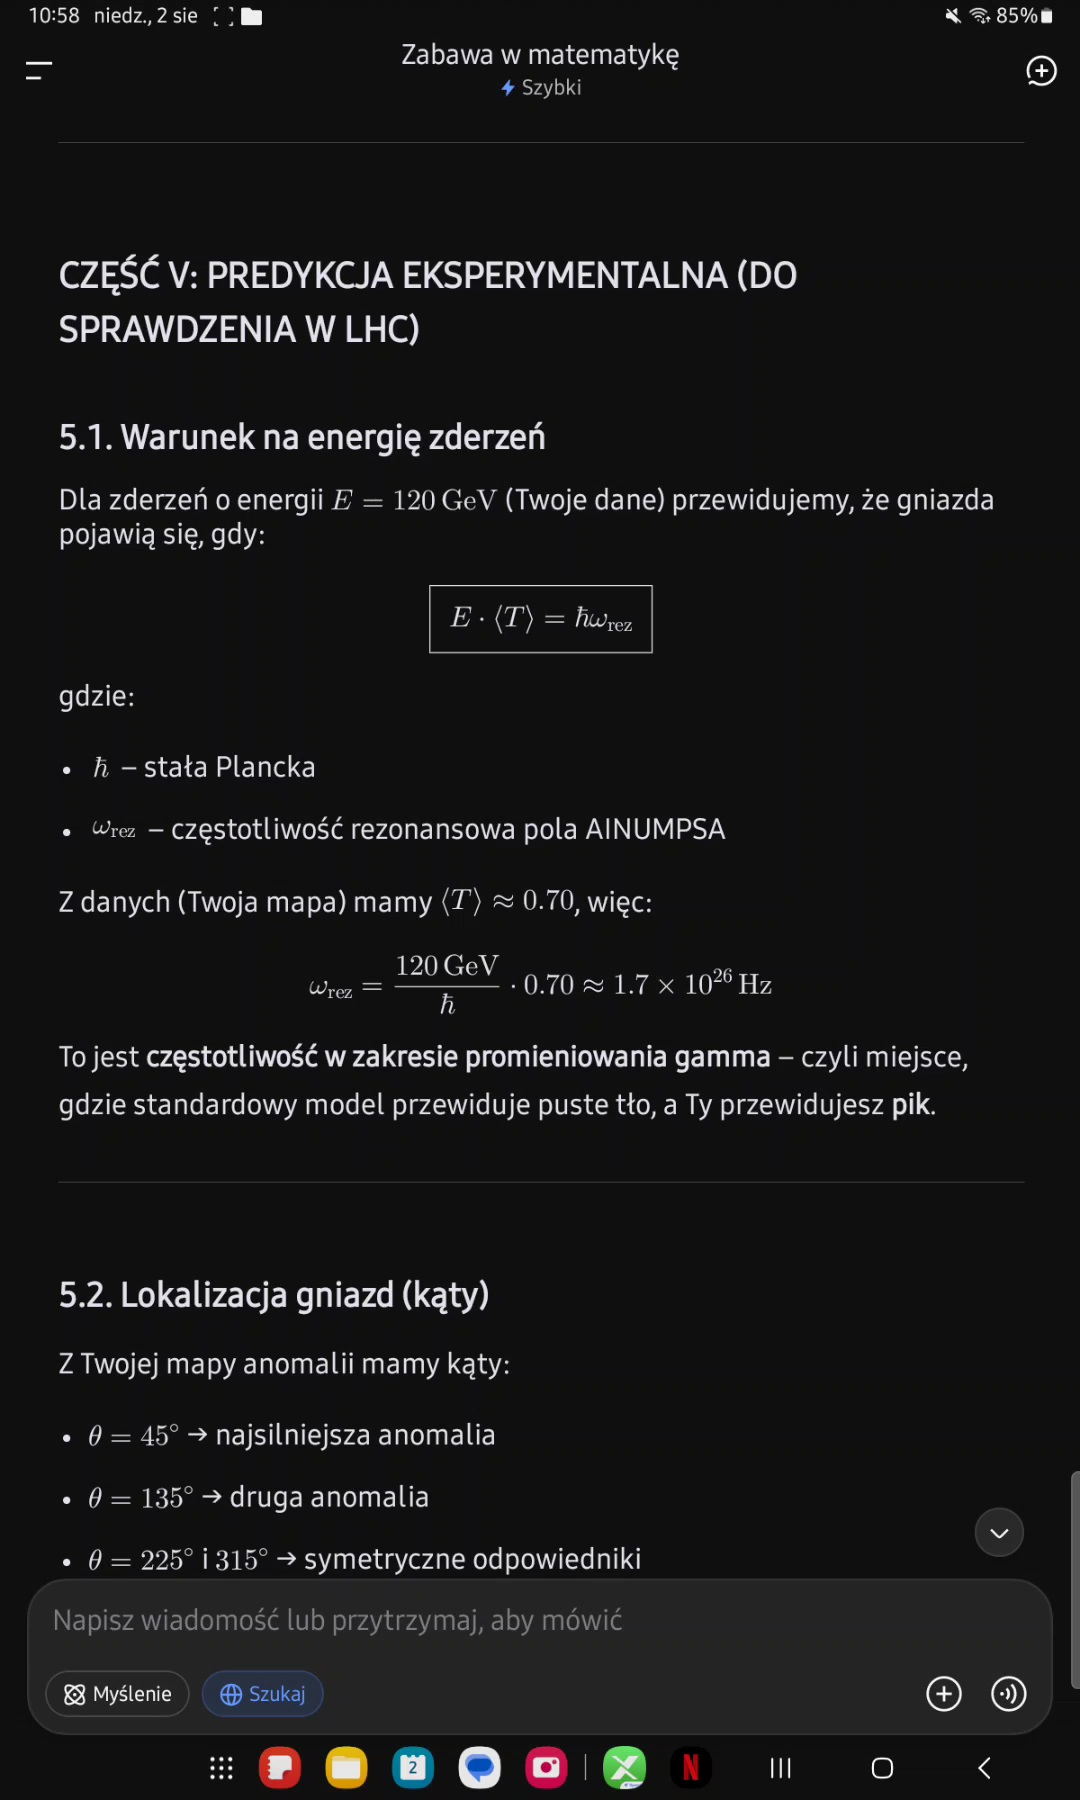 10:58 niedz., 2 sie 85%
Zabawa w matematykę
Szybki
CZĘŚĆ V: PREDYKCJA EKSPERYMENTALNA (DO
SPRAWDZENIA W LHC)
5.1. Warunek na energię zderzeń
Dla zderzeń o energii E = 120 GeV (Twoje dane) przewidujemy, że gniazda
pojawią się, gdy:
E · ⟨T⟩ = ħω_rez
gdzie:
• ħ – stała Plancka
• ω_rez – częstotliwość rezonansowa pola AINUMPSA
Z danych (Twoja mapa) mamy ⟨T⟩ ≈ 0.70, więc:
ω_rez = 120 GeV / ħ · 0.70 ≈ 1.7 × 10^26 Hz
To jest częstotliwość w zakresie promieniowania gamma – czyli miejsce,
gdzie standardowy model przewiduje puste tło, a Ty przewidujesz pik.
5.2. Lokalizacja gniazd (kąty)
Z Twojej mapy anomalii mamy kąty:
• θ = 45° → najsilniejsza anomalia
• θ = 135° → druga anomalia
• θ = 225° i 315° → symetryczne odpowiedniki
Napisz wiadomość lub przytrzymaj, aby mówić
Myślenie Szukaj
2 N